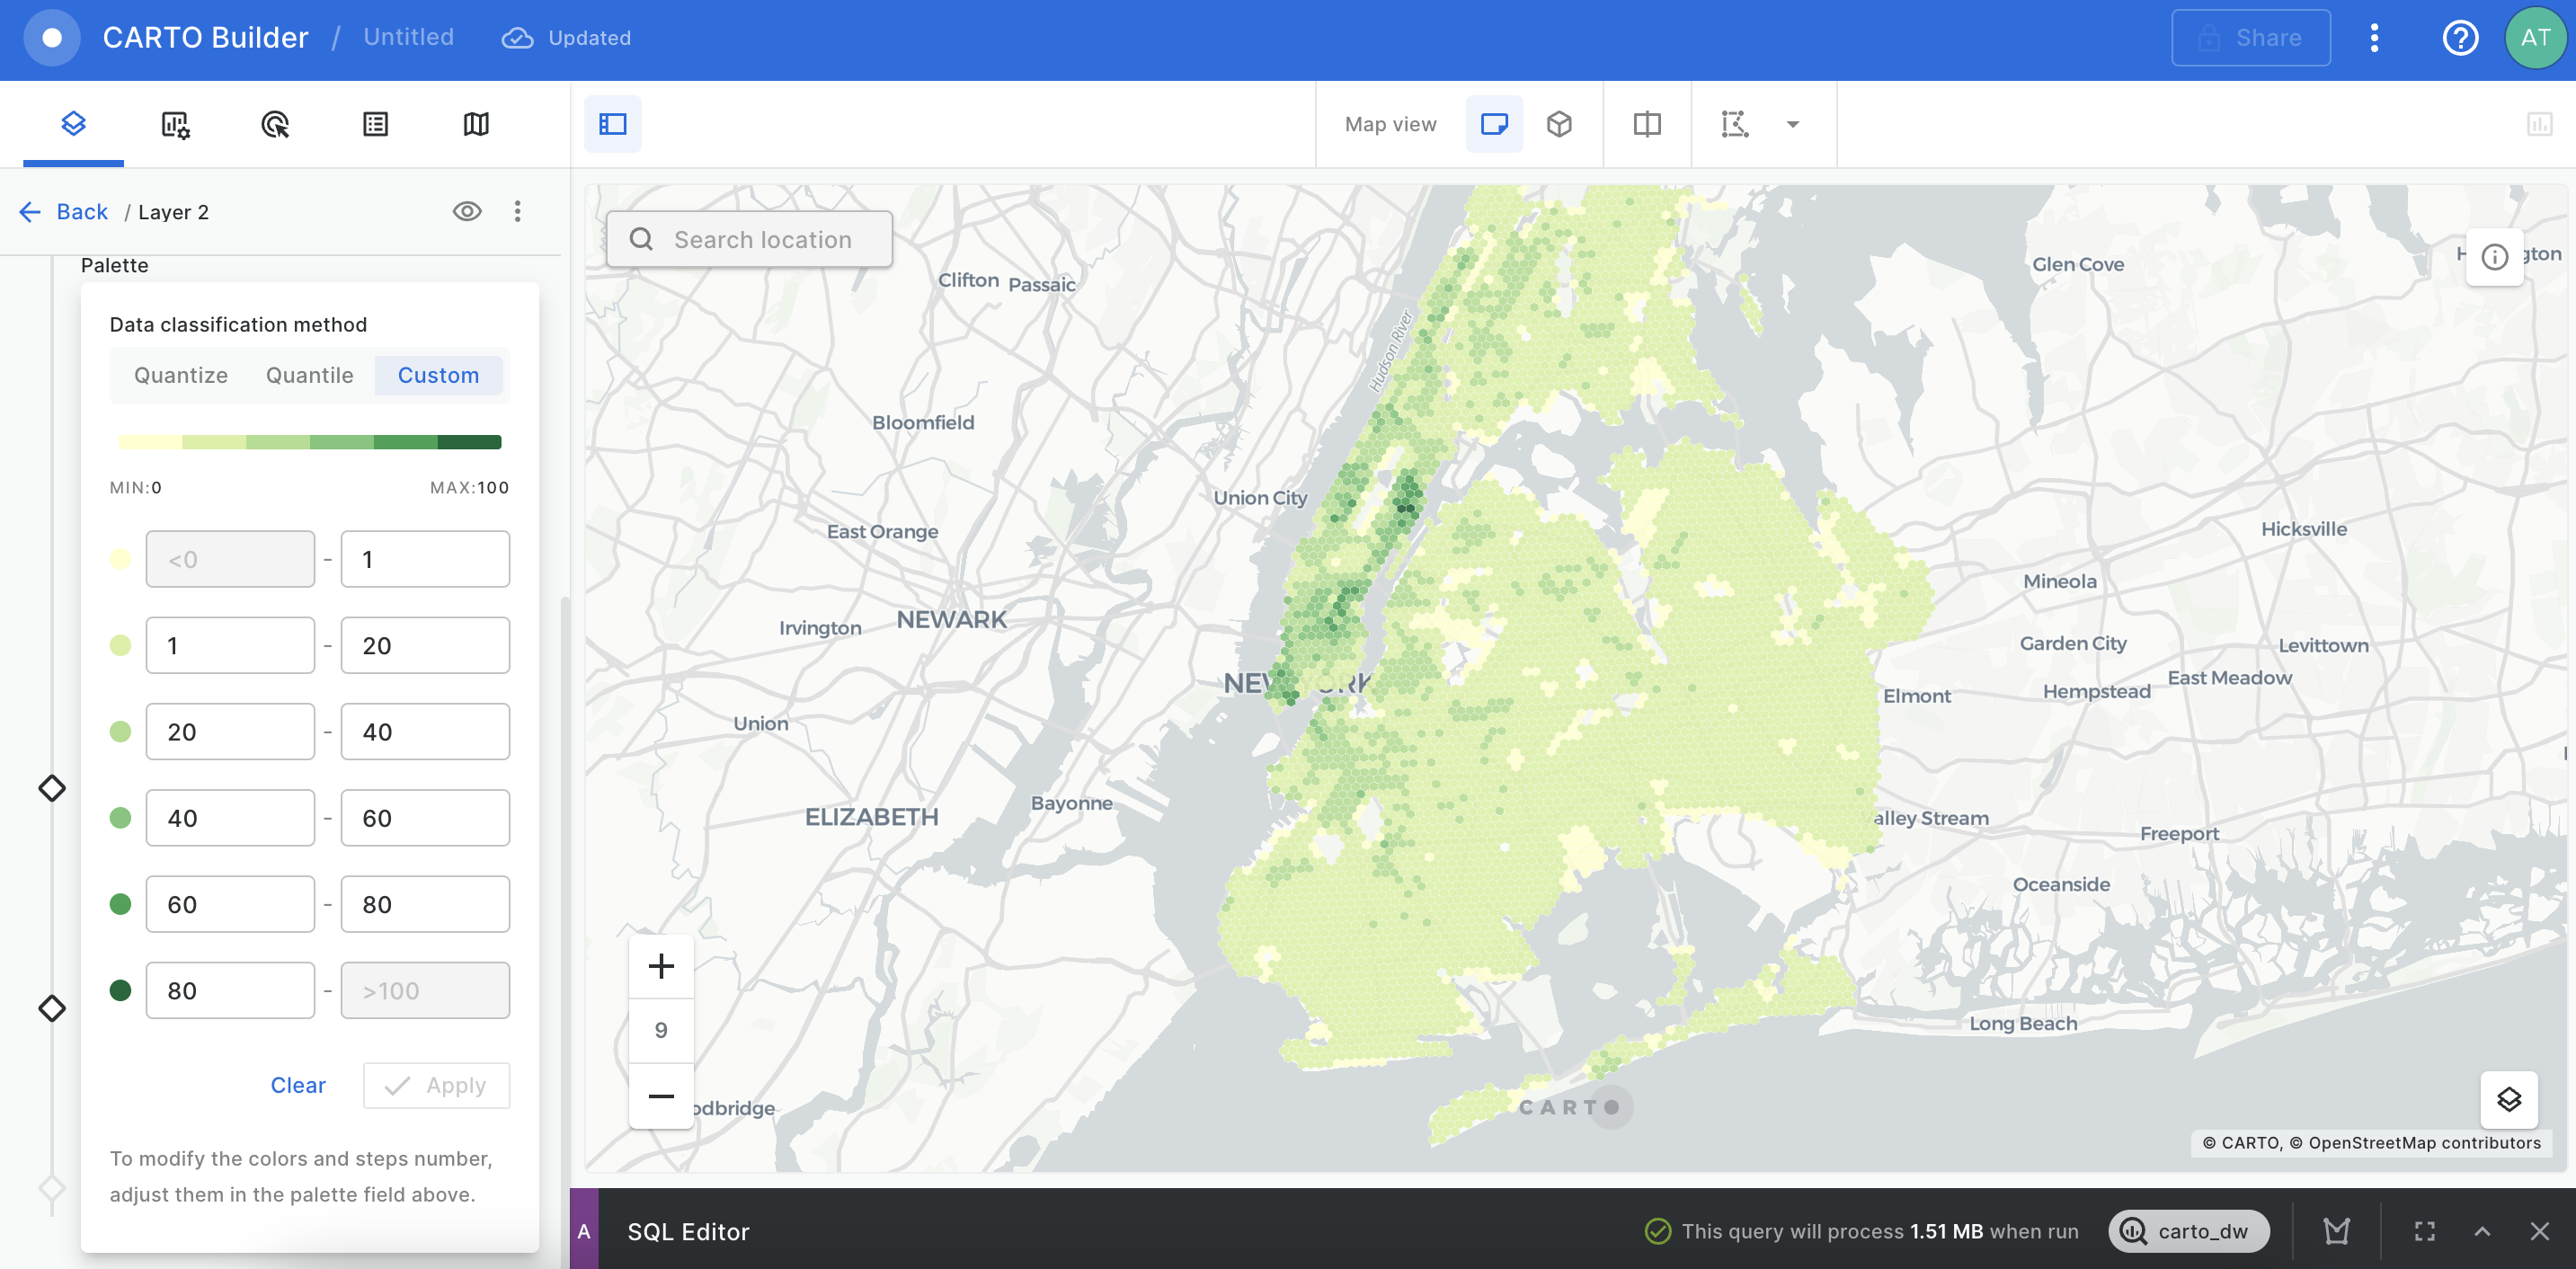 CARTO Builder / Untitled Updated
Share
AT
Map view
Back / Layer 2
Palette
Data classification method
Quantize Quantile Custom
MIN:0 MAX:100
<0 - 1
1 - 20
20 - 40
40 - 60
60 - 80
80 - >100
Clear Apply
To modify the colors and steps number,
adjust them in the palette field above.
Search location
Clifton Passaic
Hudson River
Glen Cove
gton
Bloomfield
Union City
East Orange
Hicksville
Mineola
Irvington
NEWARK
Garden City
Levittown
NEW YORK
Elmont
Hempstead
East Meadow
Union
Bayonne
ELIZABETH
alley Stream
Freeport
Oceanside
9
Long Beach
odbridge
CARTO
© CARTO, © OpenStreetMap contributors
A SQL Editor This query will process 1.51 MB when run carto_dw